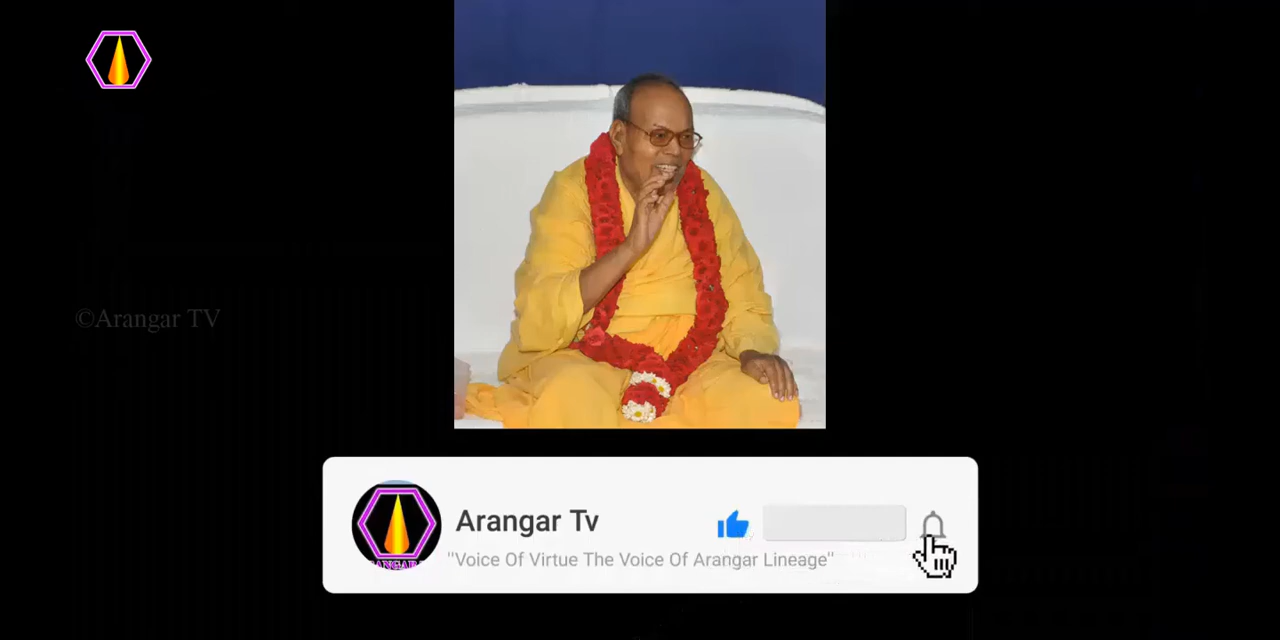 ©Arangar TV
Arangar Tv
"Voice Of Virtue The Voice Of Arangar Lineage"